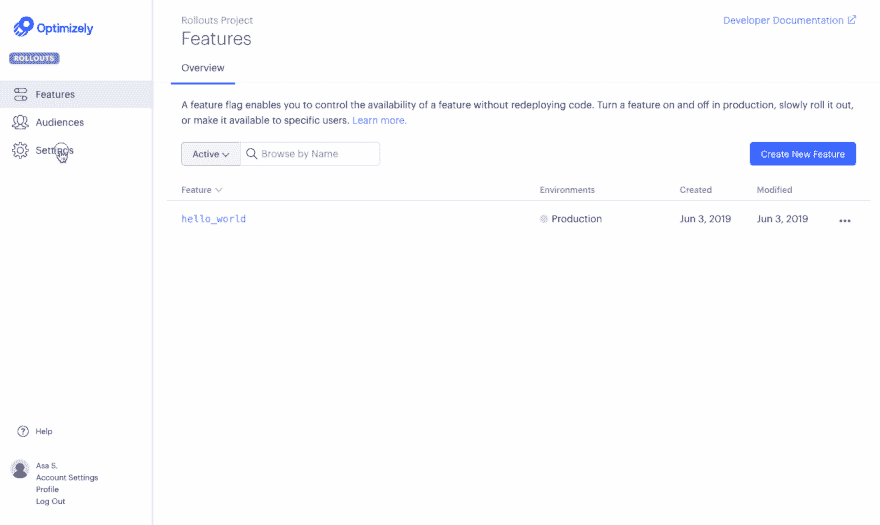 Optimizely
ROLLOUTS
Features
Audiences
Settings
Help
Asa S.
Account Settings
Profile
Log Out
Rollouts Project
Developer Documentation
Features
Overview
A feature flag enables you to control the availability of a feature without redeploying code. Turn a feature on and off in production, slowly roll it out,
or make it available to specific users. Learn more.
Active
Browse by Name
Create New Feature
Feature Environments Created Modified
hello_world Production Jun 3, 2019 Jun 3, 2019